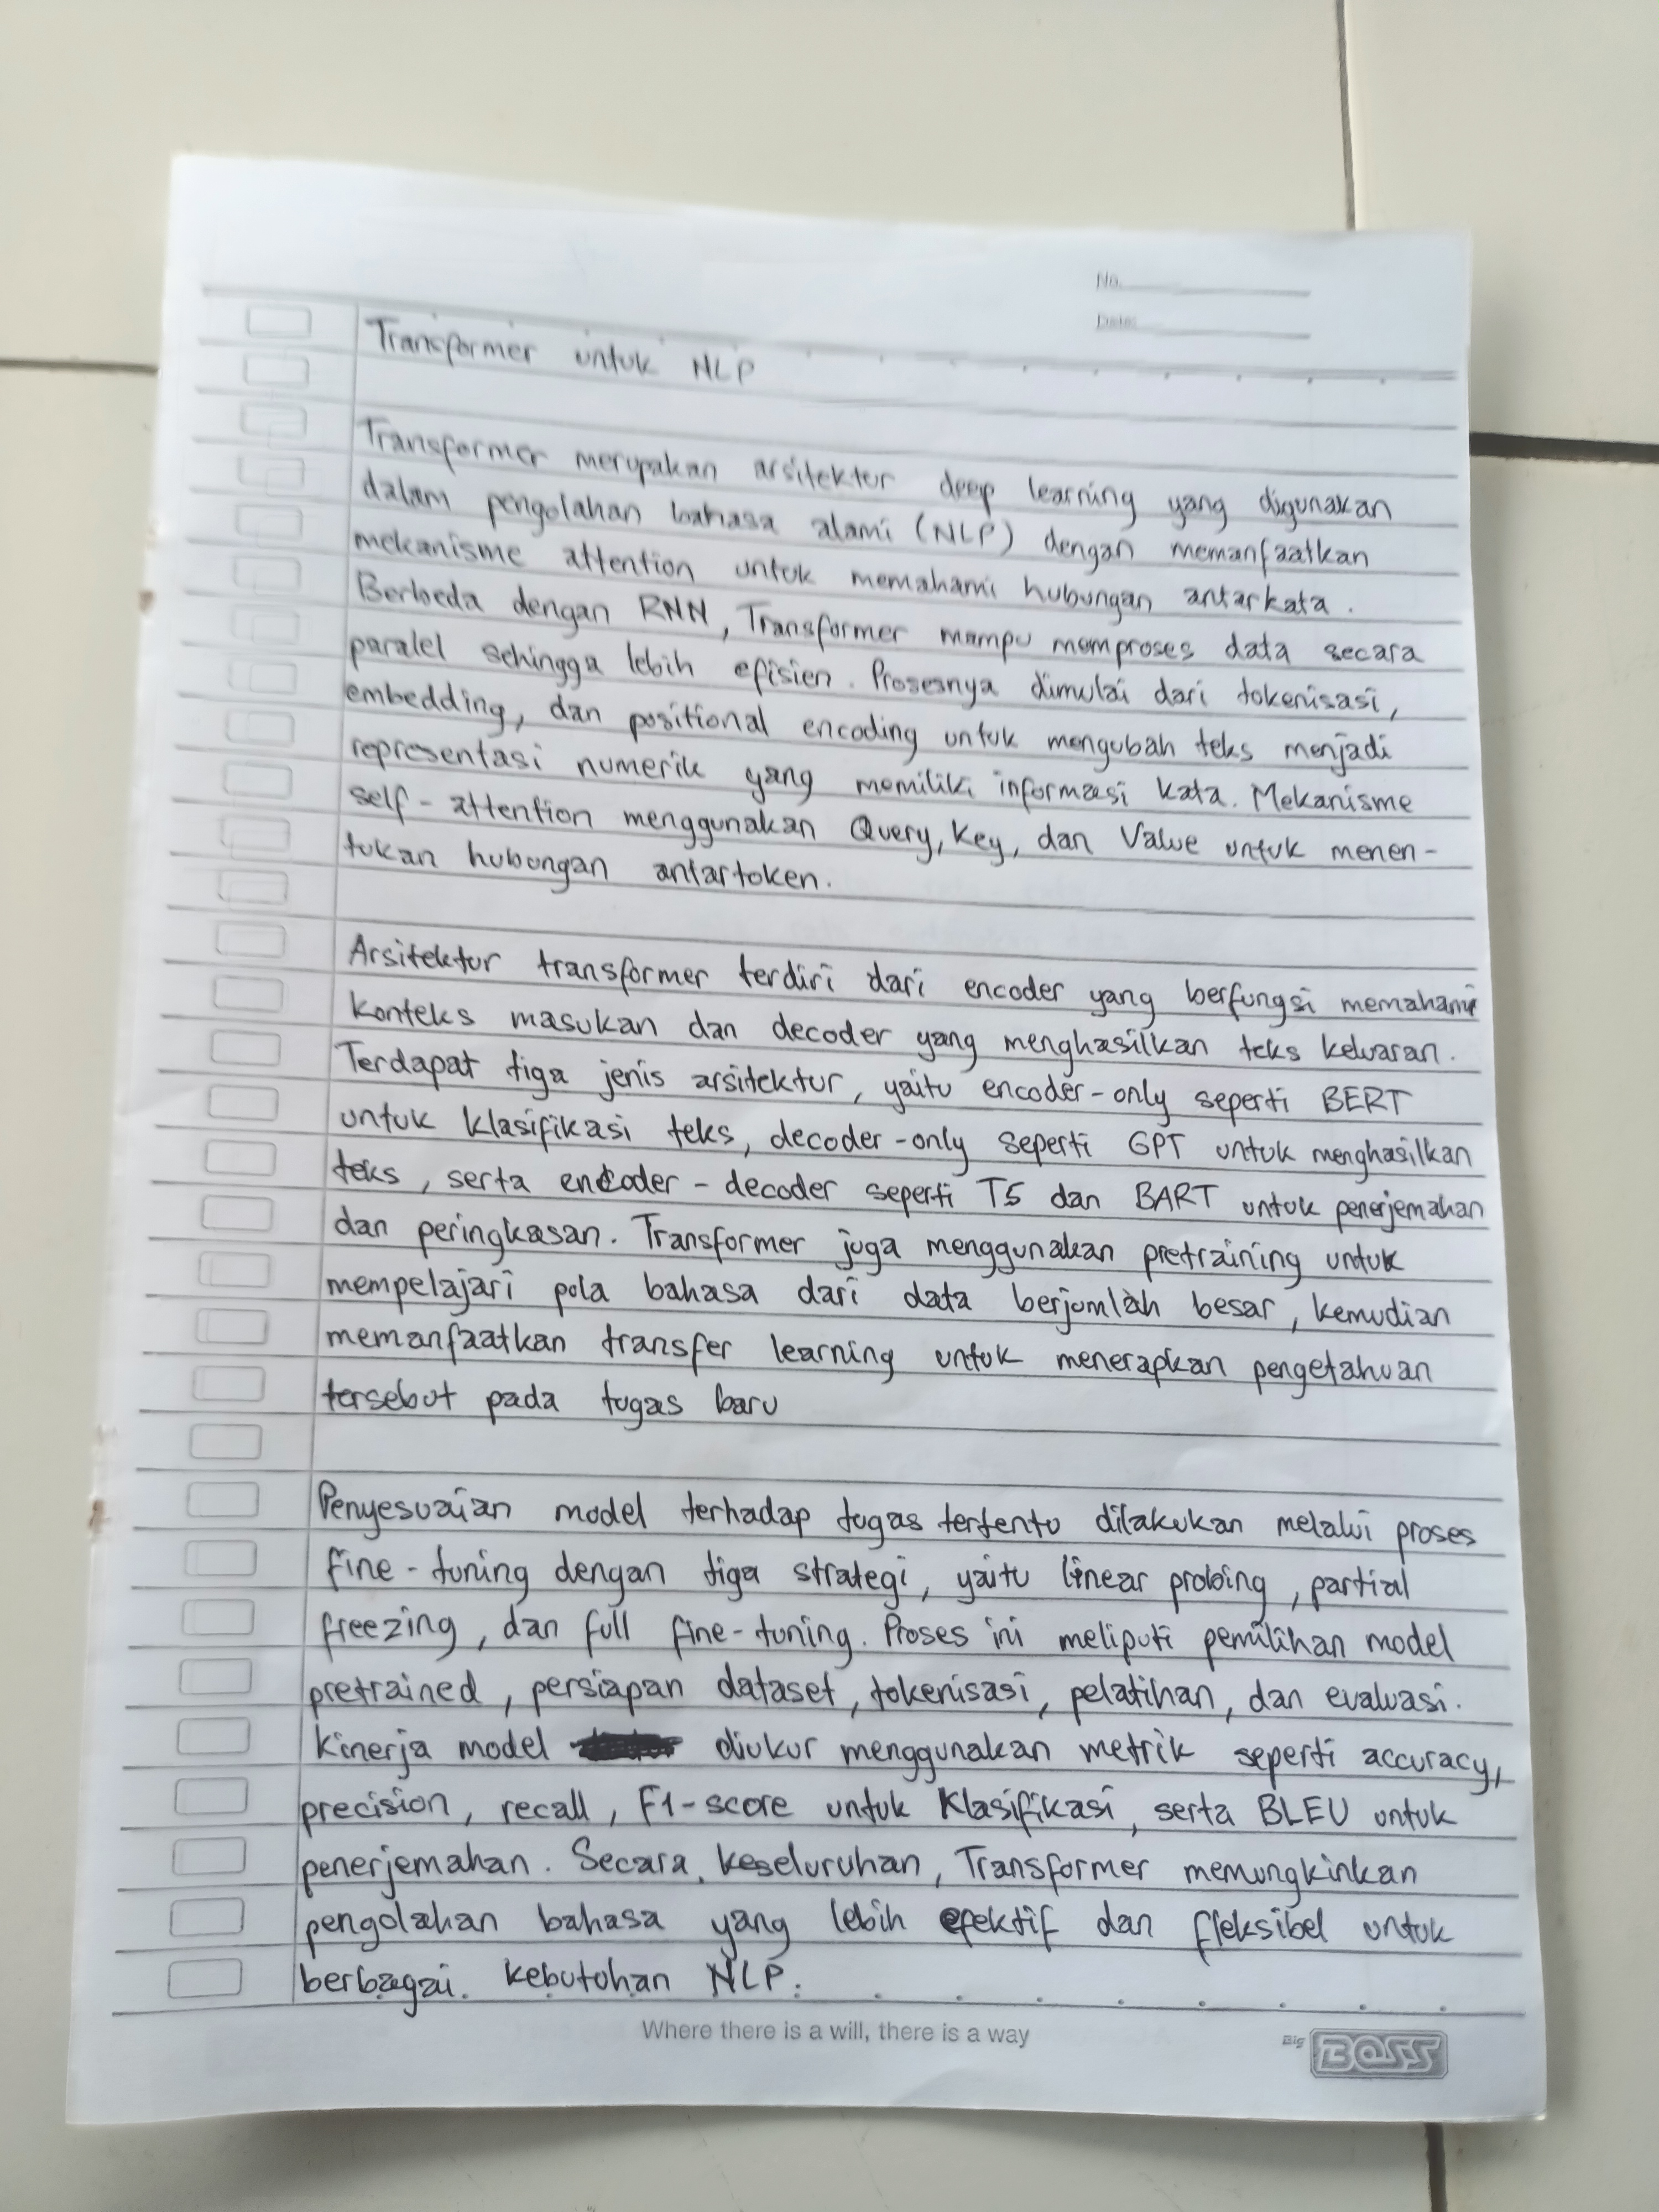 No.
Date:
Transformer untuk NLP
Transformer merupakan arsitektur deep learning yang digunakan
dalam pengolahan bahasa alami (NLP) dengan memanfaatkan
mekanisme attention untuk memahami hubungan antarkata.
Berbeda dengan RNN, Transformer mampu memproses data secara
paralel sehingga lebih efisien. Prosesnya dimulai dari tokenisasi,
embedding, dan positional encoding untuk mengubah teks menjadi
representasi numerik yang memiliki informasi kata. Mekanisme
self-attention menggunakan Query, Key, dan Value untuk menen-
tukan hubungan antartoken.
Arsitektur transformer terdiri dari encoder yang berfungsi memahami
konteks masukan dan decoder yang menghasilkan teks keluaran.
Terdapat tiga jenis arsitektur, yaitu encoder-only seperti BERT
untuk klasifikasi teks, decoder-only seperti GPT untuk menghasilkan
teks, serta encoder-decoder seperti T5 dan BART untuk penerjemahan
dan peringkasan. Transformer juga menggunakan pretraining untuk
mempelajari pola bahasa dari data berjumlah besar, kemudian
memanfaatkan transfer learning untuk menerapkan pengetahuan
tersebut pada tugas baru
Penyesuaian model terhadap tugas tertentu dilakukan melalui proses
fine-tuning dengan tiga strategi, yaitu linear probing, partial
freezing, dan full fine-tuning. Proses ini meliputi pemilihan model
pretrained, persiapan dataset, tokenisasi, pelatihan, dan evaluasi.
Kinerja model diukur menggunakan metrik seperti accuracy,
precision, recall, F1-score untuk klasifikasi, serta BLEU untuk
penerjemahan. Secara keseluruhan, Transformer memungkinkan
pengolahan bahasa yang lebih efektif dan fleksibel untuk
berbagai kebutuhan NLP.
Where there is a will, there is a way
Big BOSS